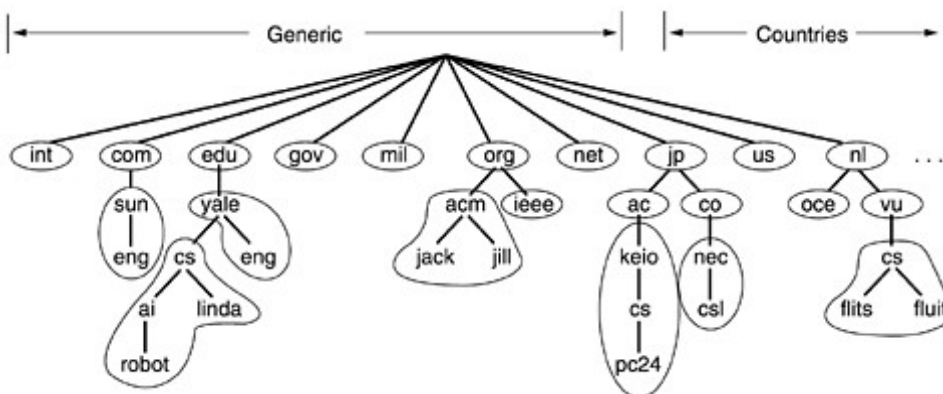 Generic Countries
int com edu gov mil org net jp us nl ...
sun yale acm ieee ac co oce vu
eng cs eng jack jill keio nec cs
ai linda cs csl flits fluit
robot pc24